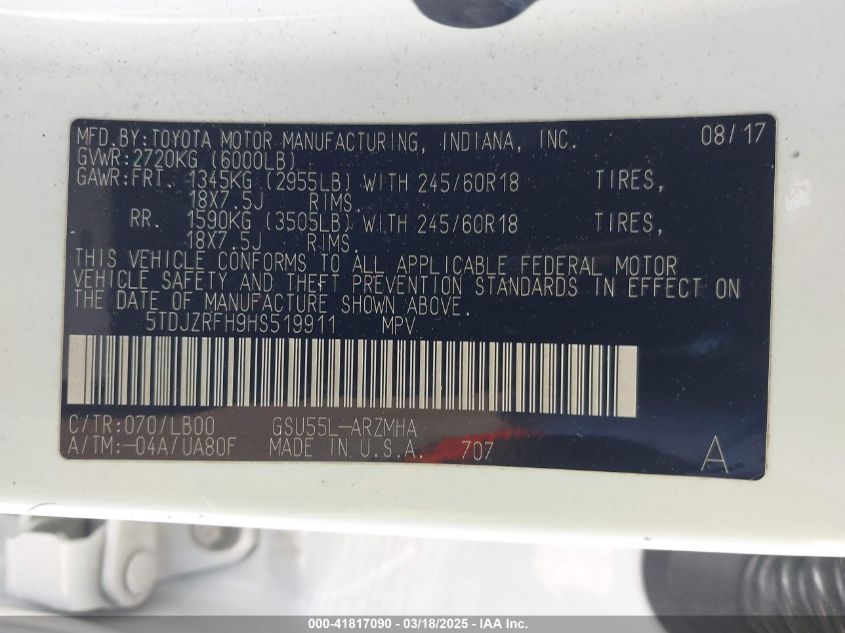 MFD.BY:TOYOTA MOTOR MANUFACTURING, INDIANA, INC. 08/17
GVWR:2720KG (6000LB)
GAWR:FRT. 1345KG (2955LB) WITH 245/60R18 TIRES,
18X7.5J RIMS.
RR. 1590KG (3505LB) WITH 245/60R18 TIRES,
18X7.5J RIMS.
THIS VEHICLE CONFORMS TO ALL APPLICABLE FEDERAL MOTOR
VEHICLE SAFETY AND THEFT PREVENTION STANDARDS IN EFFECT ON
THE DATE OF MANUFACTURE SHOWN ABOVE.
5TDJZRFH9HS519911 MPV
C/TR:070/LB00 GSU55L-ARZMHA
A/TM:-04A/UA80F MADE IN U.S.A. 707 A
000-41817090 - 03/18/2025 - IAA Inc.